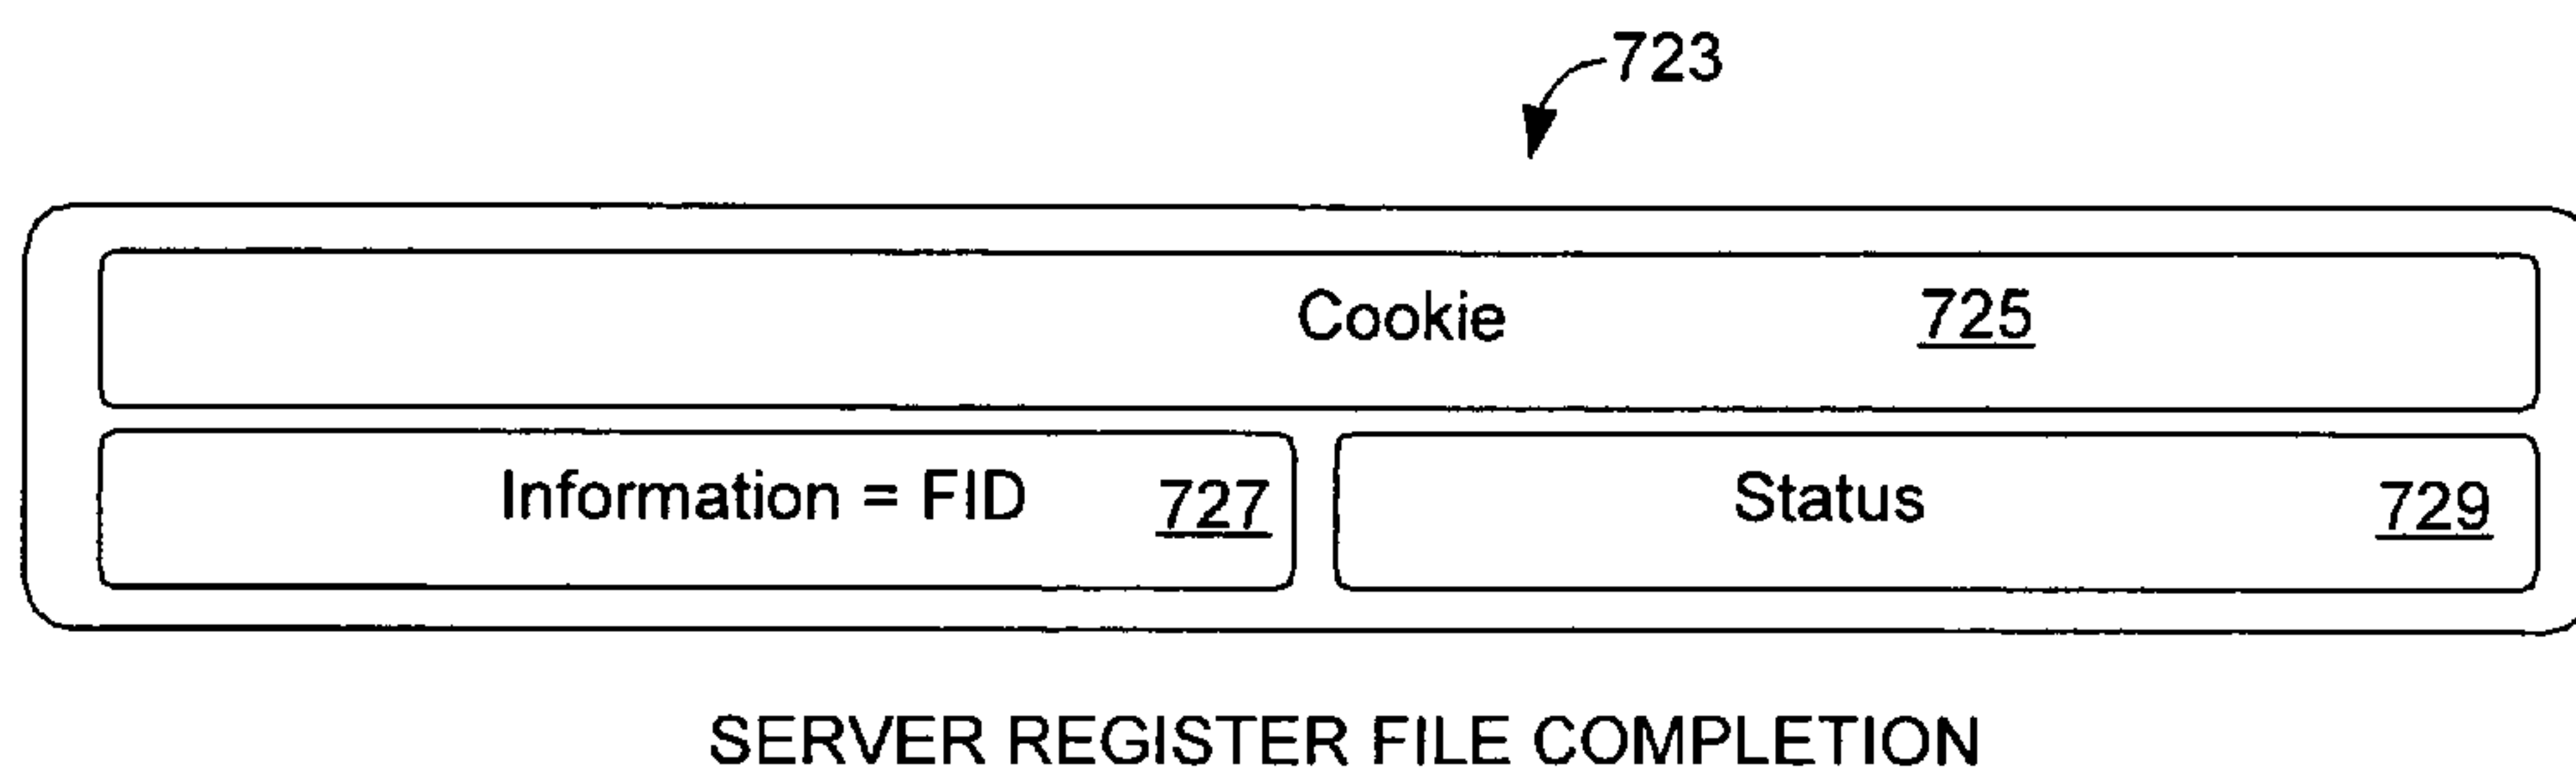 723
Cookie 725
Information = FID 727 Status 729
SERVER REGISTER FILE COMPLETION